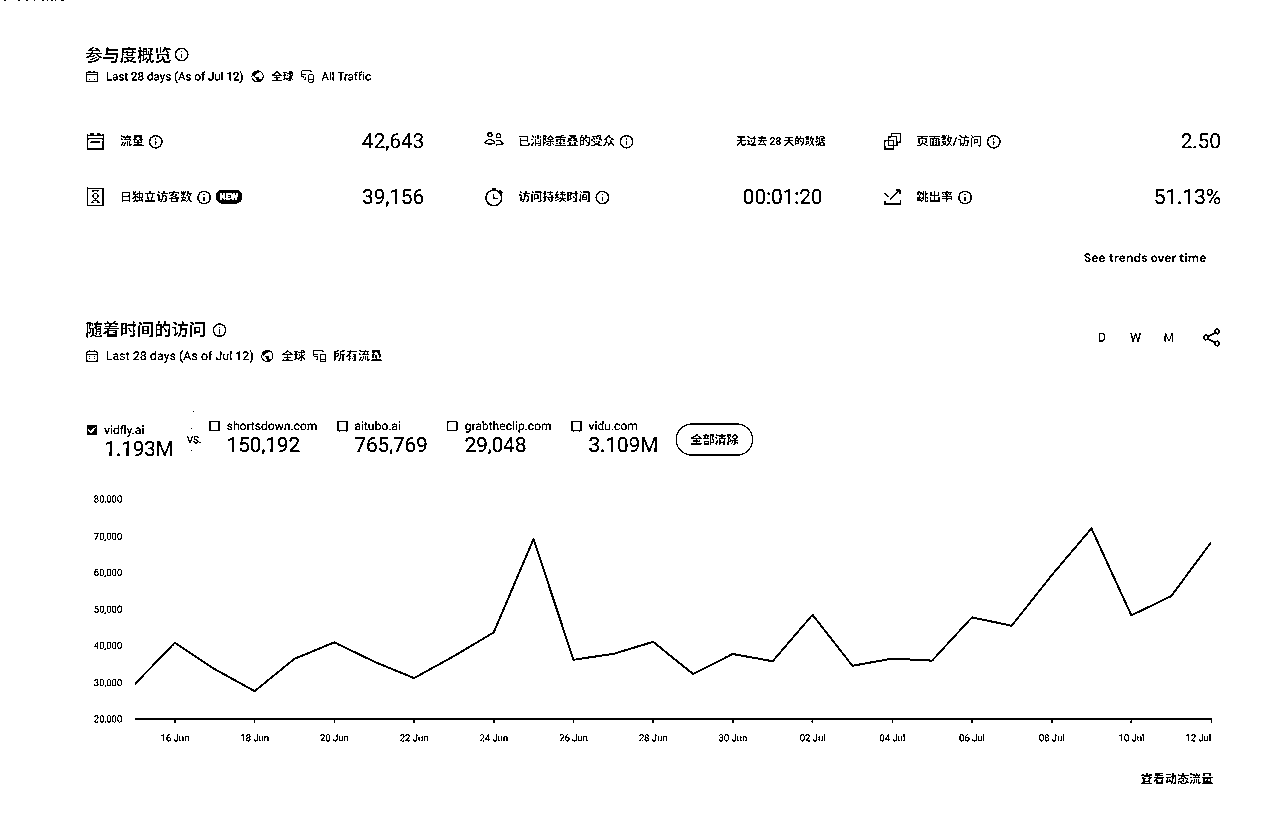 参与度概览
Last 28 days (As of Jul 12) 全球 All Traffic
流量 42,643 已消除重叠的受众 无过去 28 天的数据 页面数/访问 2.50
日独立访客数 NEW 39,156 访问持续时间 00:01:20 跳出率 51.13%
See trends over time
随着时间的访问
Last 28 days (As of Jul 12) 全球 所有流量
D W M
vidfly.ai shortsdown.com aitubo.ai grabtheclip.com vidu.com
1.193M vs. 150,192 765,769 29,048 3.109M 全部清除
80,000
70,000
60,000
50,000
40,000
30,000
20,000
16 Jun 18 Jun 20 Jun 22 Jun 24 Jun 26 Jun 28 Jun 30 Jun 02 Jul 04 Jul 06 Jul 08 Jul 10 Jul 12 Jul
查看动态流量